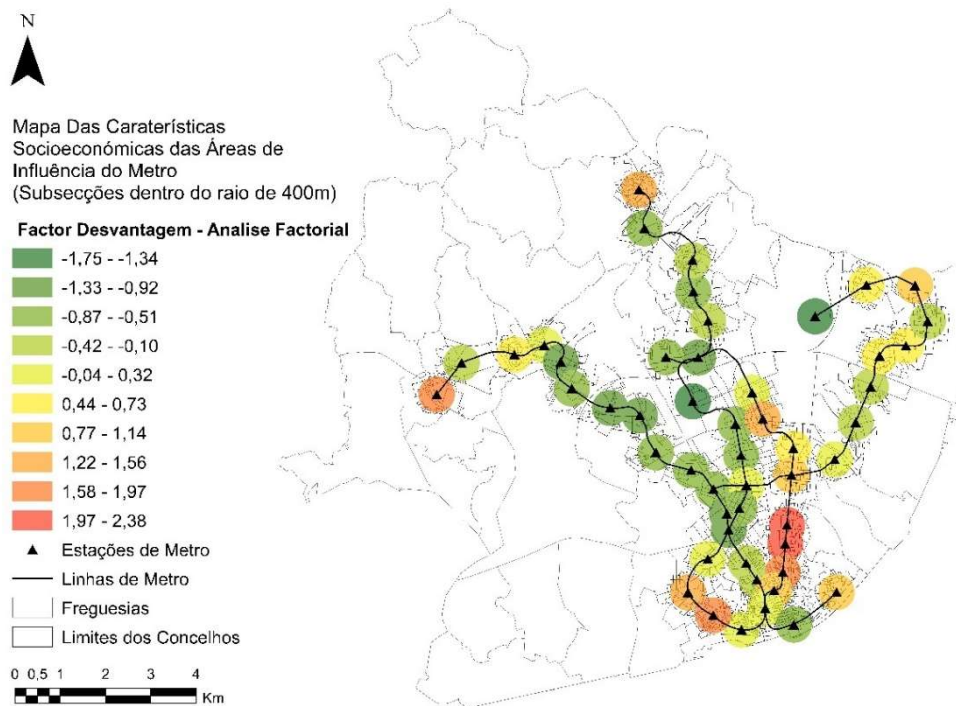 N
Mapa Das Caraterísticas
Socioeconómicas das Áreas de
Influência do Metro
(Subsecções dentro do raio de 400m)
Factor Desvantagem - Analise Factorial
-1,75 - -1,34
-1,33 - -0,92
-0,87 - -0,51
-0,42 - -0,10
-0,04 - 0,32
0,44 - 0,73
0,77 - 1,14
1,22 - 1,56
1,58 - 1,97
1,97 - 2,38
Estações de Metro
Linhas de Metro
Freguesias
Limites dos Concelhos
0 0,5 1 2 3 4
Km